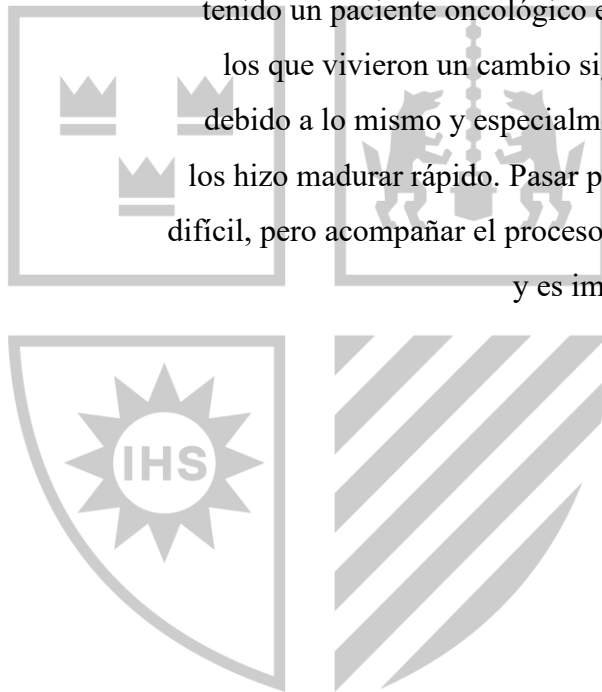 tenido un paciente oncológico e
los que vivieron un cambio si
debido a lo mismo y especialm
los hizo madurar rápido. Pasar p
difícil, pero acompañar el proceso
y es im
IHS